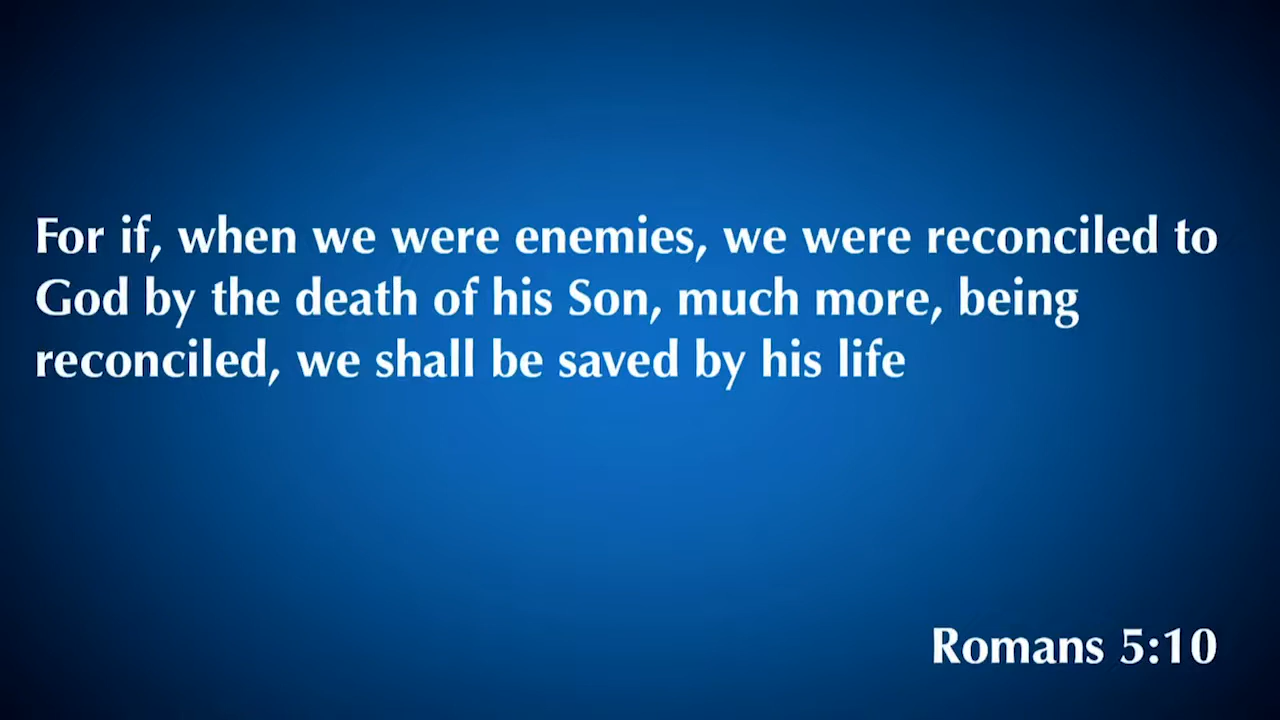 For if, when we were enemies, we were reconciled to
God by the death of his Son, much more, being
reconciled, we shall be saved by his life
Romans 5:10